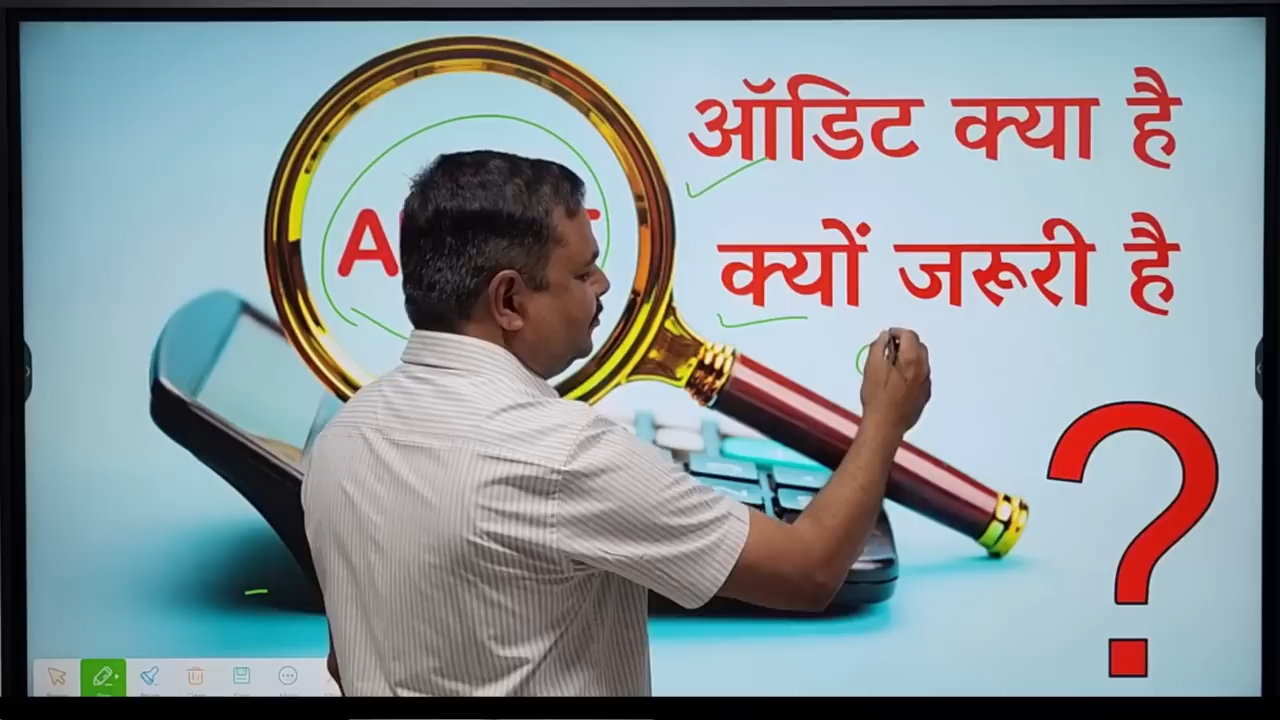 ऑडिट क्या है
क्यों जरूरी है
?